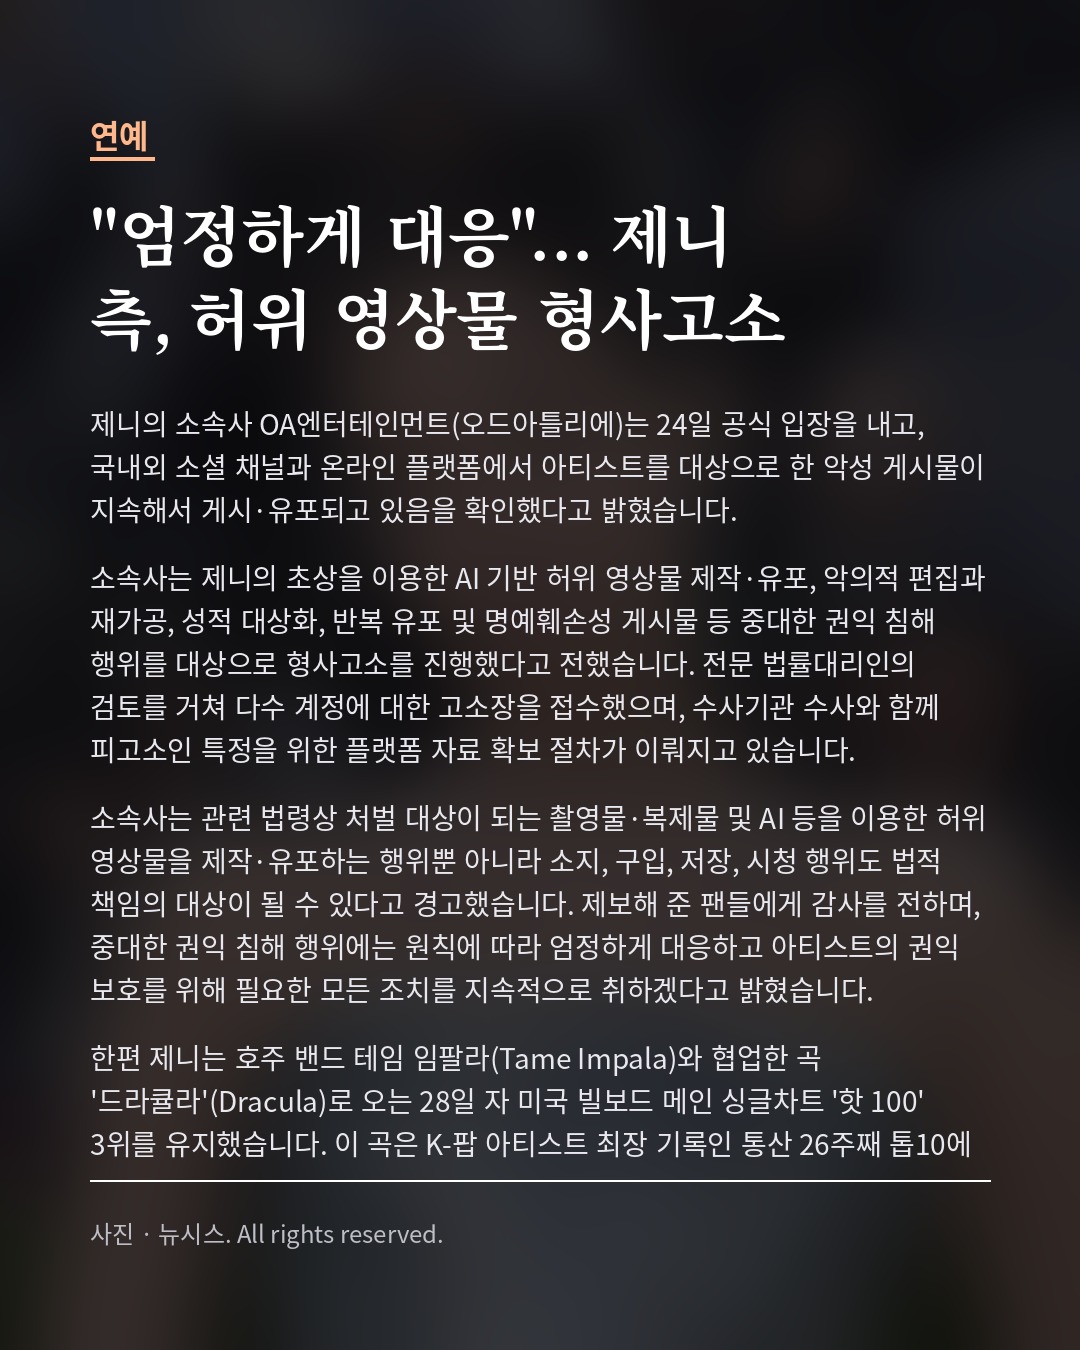 연예
"엄정하게 대응"... 제니
측, 허위 영상물 형사고소
제니의 소속사 OA엔터테인먼트(오드아틀리에)는 24일 공식 입장을 내고,
국내외 소셜 채널과 온라인 플랫폼에서 아티스트를 대상으로 한 악성 게시물이
지속해서 게시·유포되고 있음을 확인했다고 밝혔습니다.
소속사는 제니의 초상을 이용한 AI 기반 허위 영상물 제작·유포, 악의적 편집과
재가공, 성적 대상화, 반복 유포 및 명예훼손성 게시물 등 중대한 권익 침해
행위를 대상으로 형사고소를 진행했다고 전했습니다. 전문 법률대리인의
검토를 거쳐 다수 계정에 대한 고소장을 접수했으며, 수사기관 수사와 함께
피고소인 특정을 위한 플랫폼 자료 확보 절차가 이뤄지고 있습니다.
소속사는 관련 법령상 처벌 대상이 되는 촬영물·복제물 및 AI 등을 이용한 허위
영상물을 제작·유포하는 행위뿐 아니라 소지, 구입, 저장, 시청 행위도 법적
책임의 대상이 될 수 있다고 경고했습니다. 제보해 준 팬들에게 감사를 전하며,
중대한 권익 침해 행위에는 원칙에 따라 엄정하게 대응하고 아티스트의 권익
보호를 위해 필요한 모든 조치를 지속적으로 취하겠다고 밝혔습니다.
한편 제니는 호주 밴드 테임 임팔라(Tame Impala)와 협업한 곡
'드라큘라'(Dracula)로 오는 28일 자 미국 빌보드 메인 싱글차트 '핫 100'
3위를 유지했습니다. 이 곡은 K-팝 아티스트 최장 기록인 통산 26주째 톱10에
사진 · 뉴시스. All rights reserved.